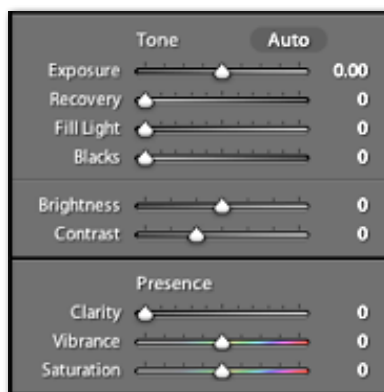 Tone Auto
Exposure 0.00
Recovery 0
Fill Light 0
Blacks 0
Brightness 0
Contrast 0
Presence
Clarity 0
Vibrance 0
Saturation 0